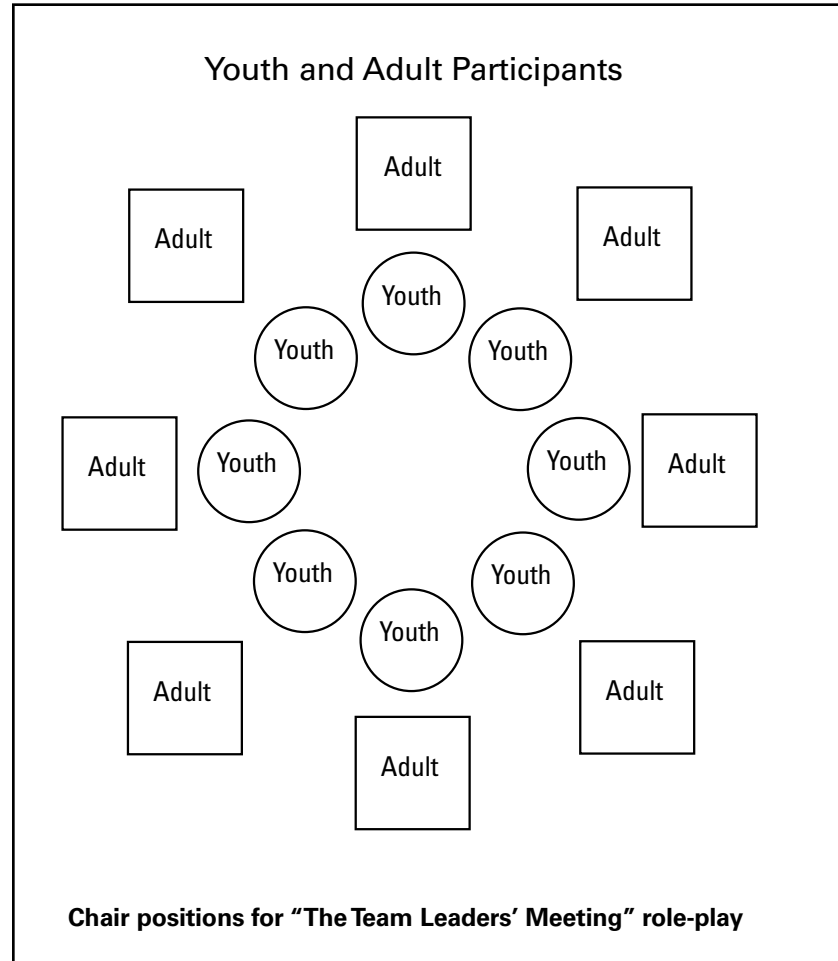 Youth and Adult Participants
Adult
Adult
Adult
Youth
Youth
Youth
Adult
Youth
Youth
Adult
Youth
Youth
Youth
Adult
Adult
Adult
Chair positions for “The Team Leaders’ Meeting” role-play